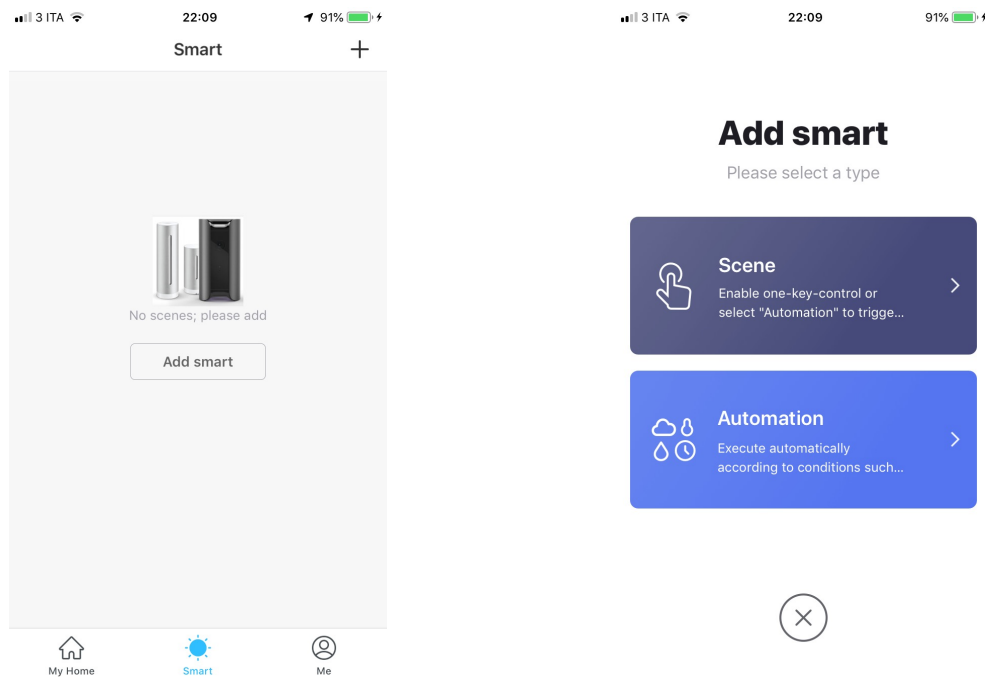 3 ITA
22:09
91%
Smart
No scenes; please add
Add smart
My Home
Smart
Me
3 ITA
22:09
91%
Add smart
Please select a type
Scene
Enable one-key-control or
select "Automation" to trigge...
Automation
Execute automatically
according to conditions such...